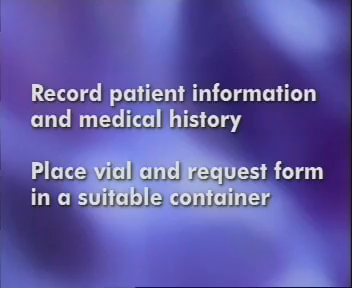 Record patient information
and medical history
Place vial and request form
in a suitable container